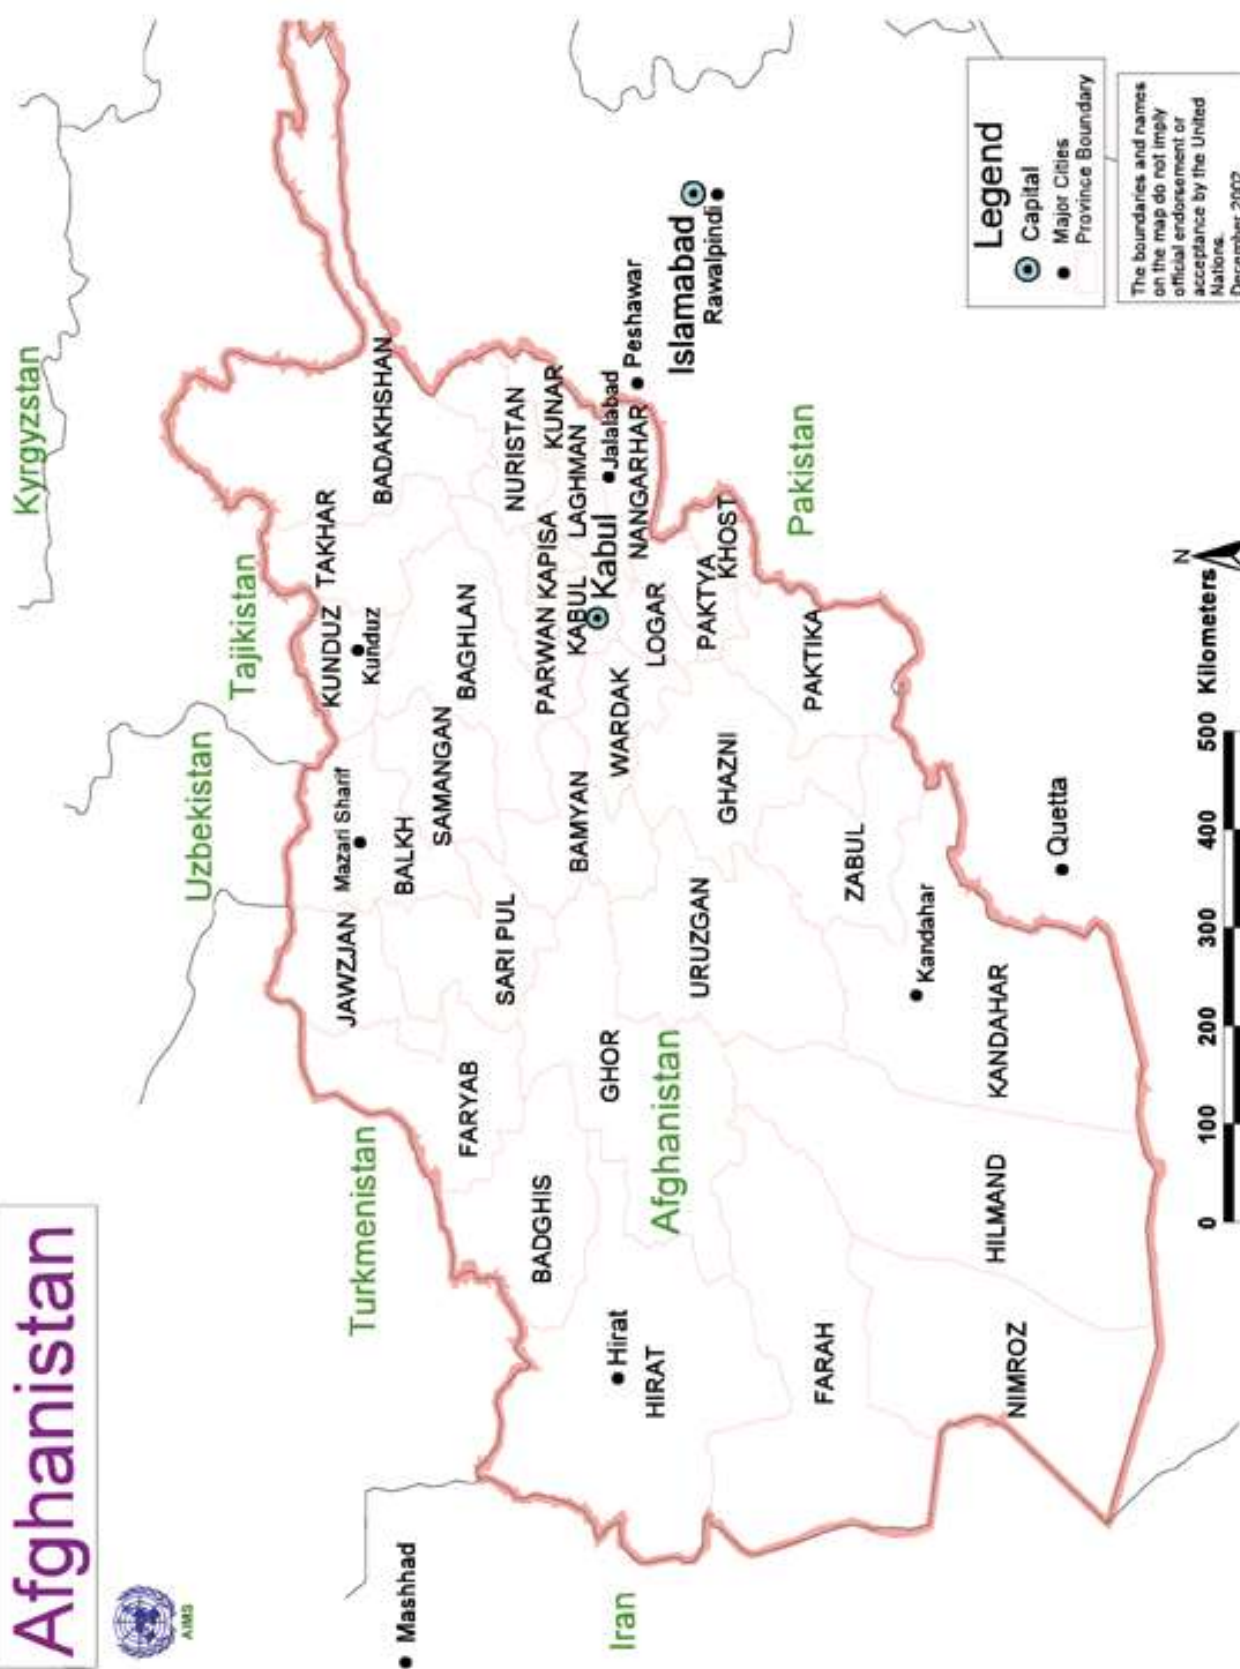 Afghanistan
AIMS
Kyrgyzstan
Tajikistan
Uzbekistan
Turkmenistan
Mashhad
Iran
Afghanistan
Pakistan
BADAKHSHAN
TAKHAR
KUNDUZ
Kunduz
Mazari Sharif
BALKH
JAWZJAN
SAMANGAN
BAGHLAN
NURISTAN
KUNAR
LAGHMAN
KAPISA
PARWAN
KABUL
Kabul
Jalalabad
NANGARHAR
Peshawar
Islamabad
Rawalpindi
LOGAR
PAKTYA
KHOST
PAKTIKA
WARDAK
GHAZNI
BAMYAN
SARI PUL
FARYAB
BADGHIS
GHOR
URUZGAN
ZABUL
Kandahar
KANDAHAR
Quetta
HILMAND
NIMROZ
FARAH
Hirat
HIRAT
Legend
Capital
Major Cities
Province Boundary
The boundaries and names
on the map do not imply
official endorsement or
acceptance by the United
Nations.
December 2002
N
0 100 200 300 400 500 Kilometers